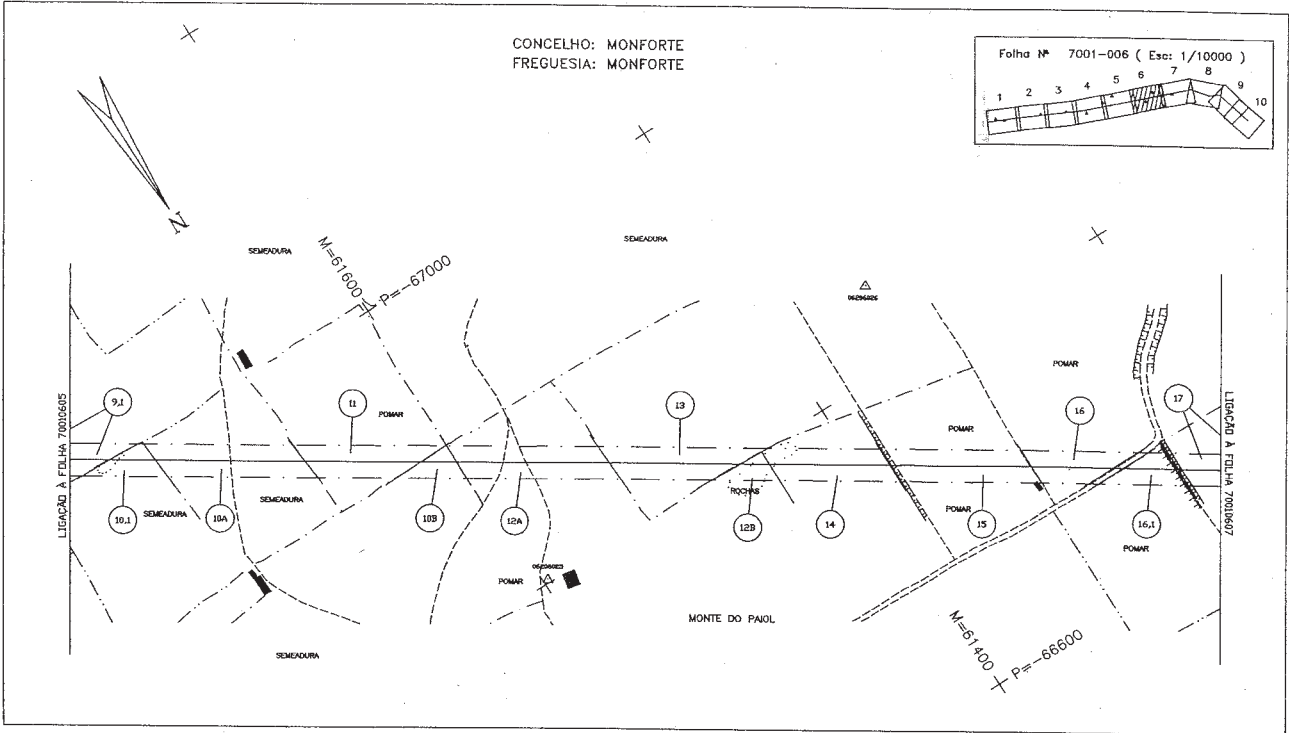 CONCELHO: MONFORTE
FREGUESIA: MONFORTE
Folha Nº 7001-006 ( Esc: 1/10000 )
1 2 3 4 5 6 7 8 9 10
N
SEMEADURA
SEMEADURA
M=61600
P=-67000
06296026
LIGAÇÃO À FOLHA 70010605
9,1
11
POMAR
13
POMAR
POMAR
16
17
LIGAÇÃO À FOLHA 70010607
10,1
SEMEADURA
10A
SEMEADURA
10B
12A
ROCHAS
12B
14
15
POMAR
16,1
POMAR
POMAR
MONTE DO PAIOL
SEMEADURA
M=61400
P=-66600